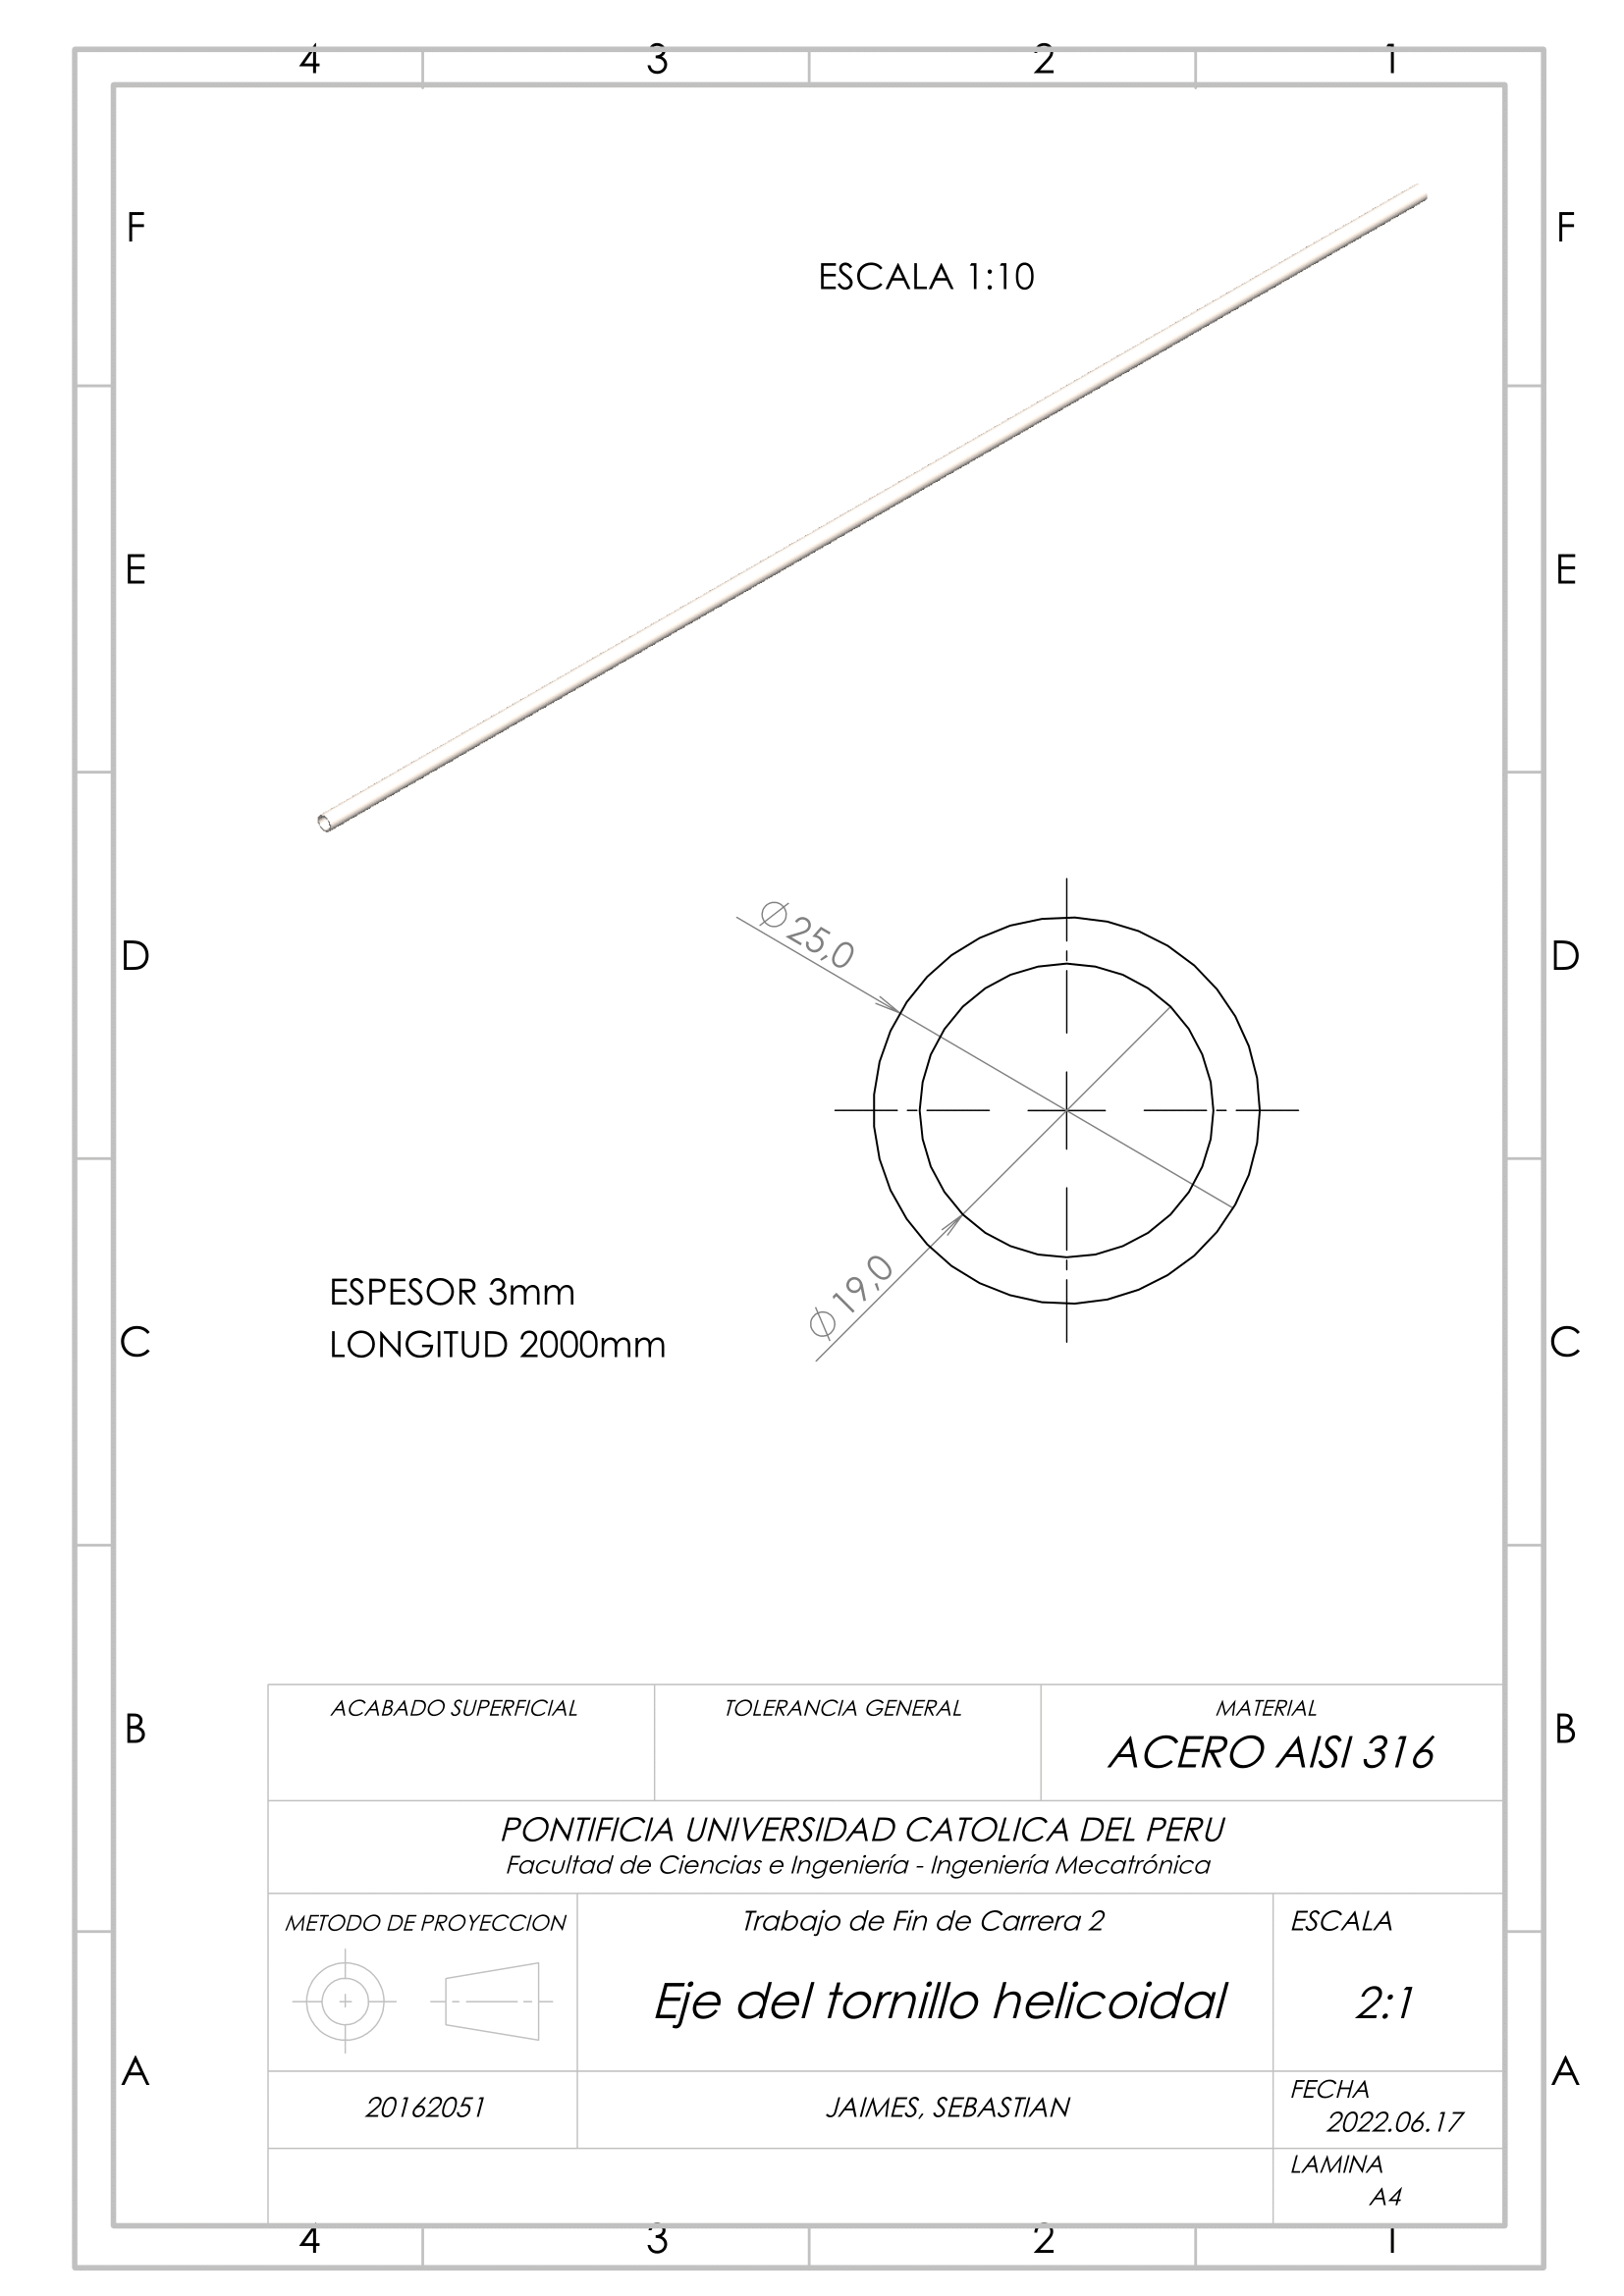 4 3 2 1
F F
ESCALA 1:10
E E
D D
⌀25,0
⌀19,0
ESPESOR 3mm
LONGITUD 2000mm
C C
B B
ACABADO SUPERFICIAL
TOLERANCIA GENERAL
MATERIAL
ACERO AISI 316
PONTIFICIA UNIVERSIDAD CATOLICA DEL PERU
Facultad de Ciencias e Ingeniería - Ingeniería Mecatrónica
METODO DE PROYECCION
Trabajo de Fin de Carrera 2
Eje del tornillo helicoidal
ESCALA
2:1
A A
20162051
JAIMES, SEBASTIAN
FECHA
2022.06.17
LAMINA
A4
4 3 2 1